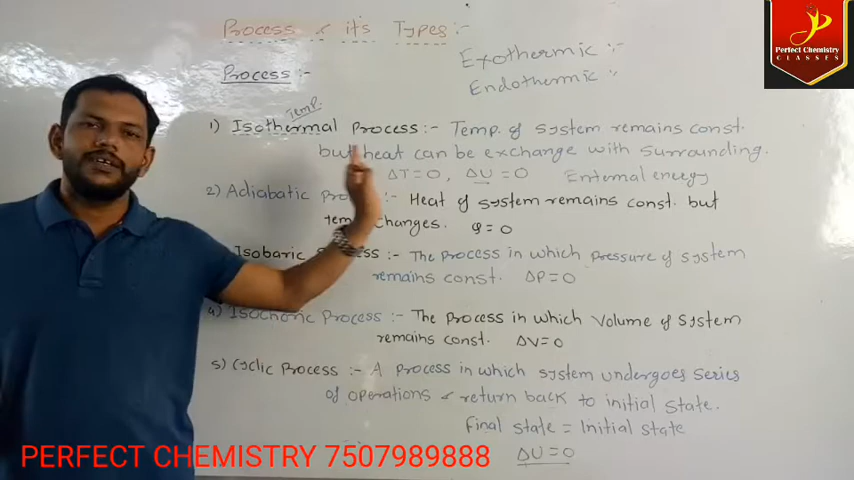 Process & it's Types :-
Exothermic :-
Endothermic :-
Process :-
Temp.
1) Isothermal Process :- Temp. of system remains const.
but heat can be exchange with surrounding.
ΔT=0, ΔU=0 Enternal energy
2) Adiabatic Heat of system remains const. but
changes. q=0
Isobaric :- The Process in which Pressure of System
remains const. ΔP=0
4) Isochoric Process :- The Process in which Volume of System
remains const. ΔV=0
5) Cyclic Process :- A Process in which system undergoes series
of operations & return back to initial state.
Final state = Initial state
ΔU=0
Perfect Chemistry
CLASSES
PERFECT CHEMISTRY 7507989888